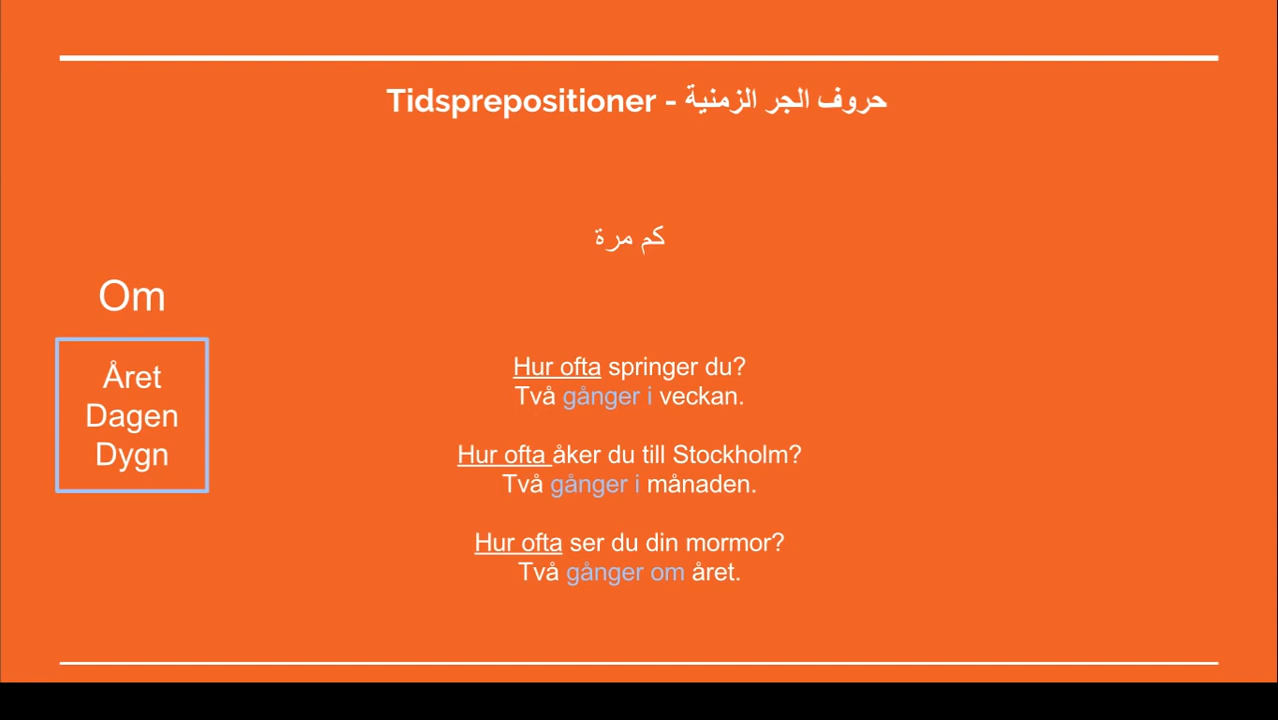 Tidsprepositioner - حروف الجر الزمنية
كم مرة
Om
Året
Dagen
Dygn
Hur ofta springer du?
Två gånger i veckan.
Hur ofta åker du till Stockholm?
Två gånger i månaden.
Hur ofta ser du din mormor?
Två gånger om året.